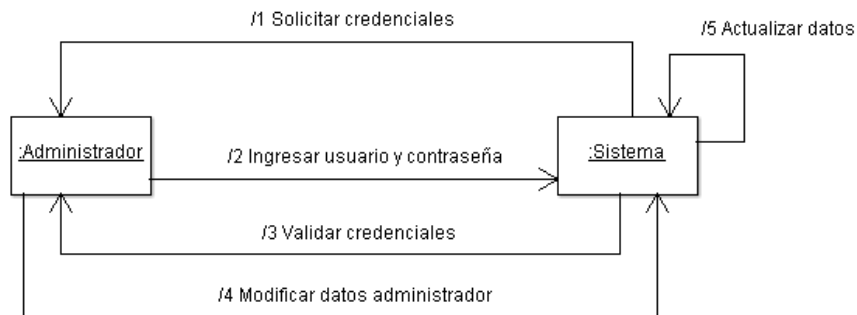 /1 Solicitar credenciales
/5 Actualizar datos
:Administrador
/2 Ingresar usuario y contraseña
:Sistema
/3 Validar credenciales
/4 Modificar datos administrador